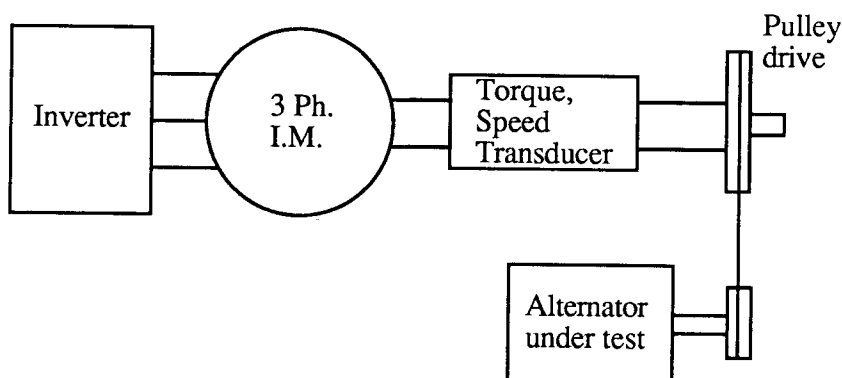 Pulley
drive
Inverter
3 Ph.
I.M.
Torque,
Speed
Transducer
Alternator
under test